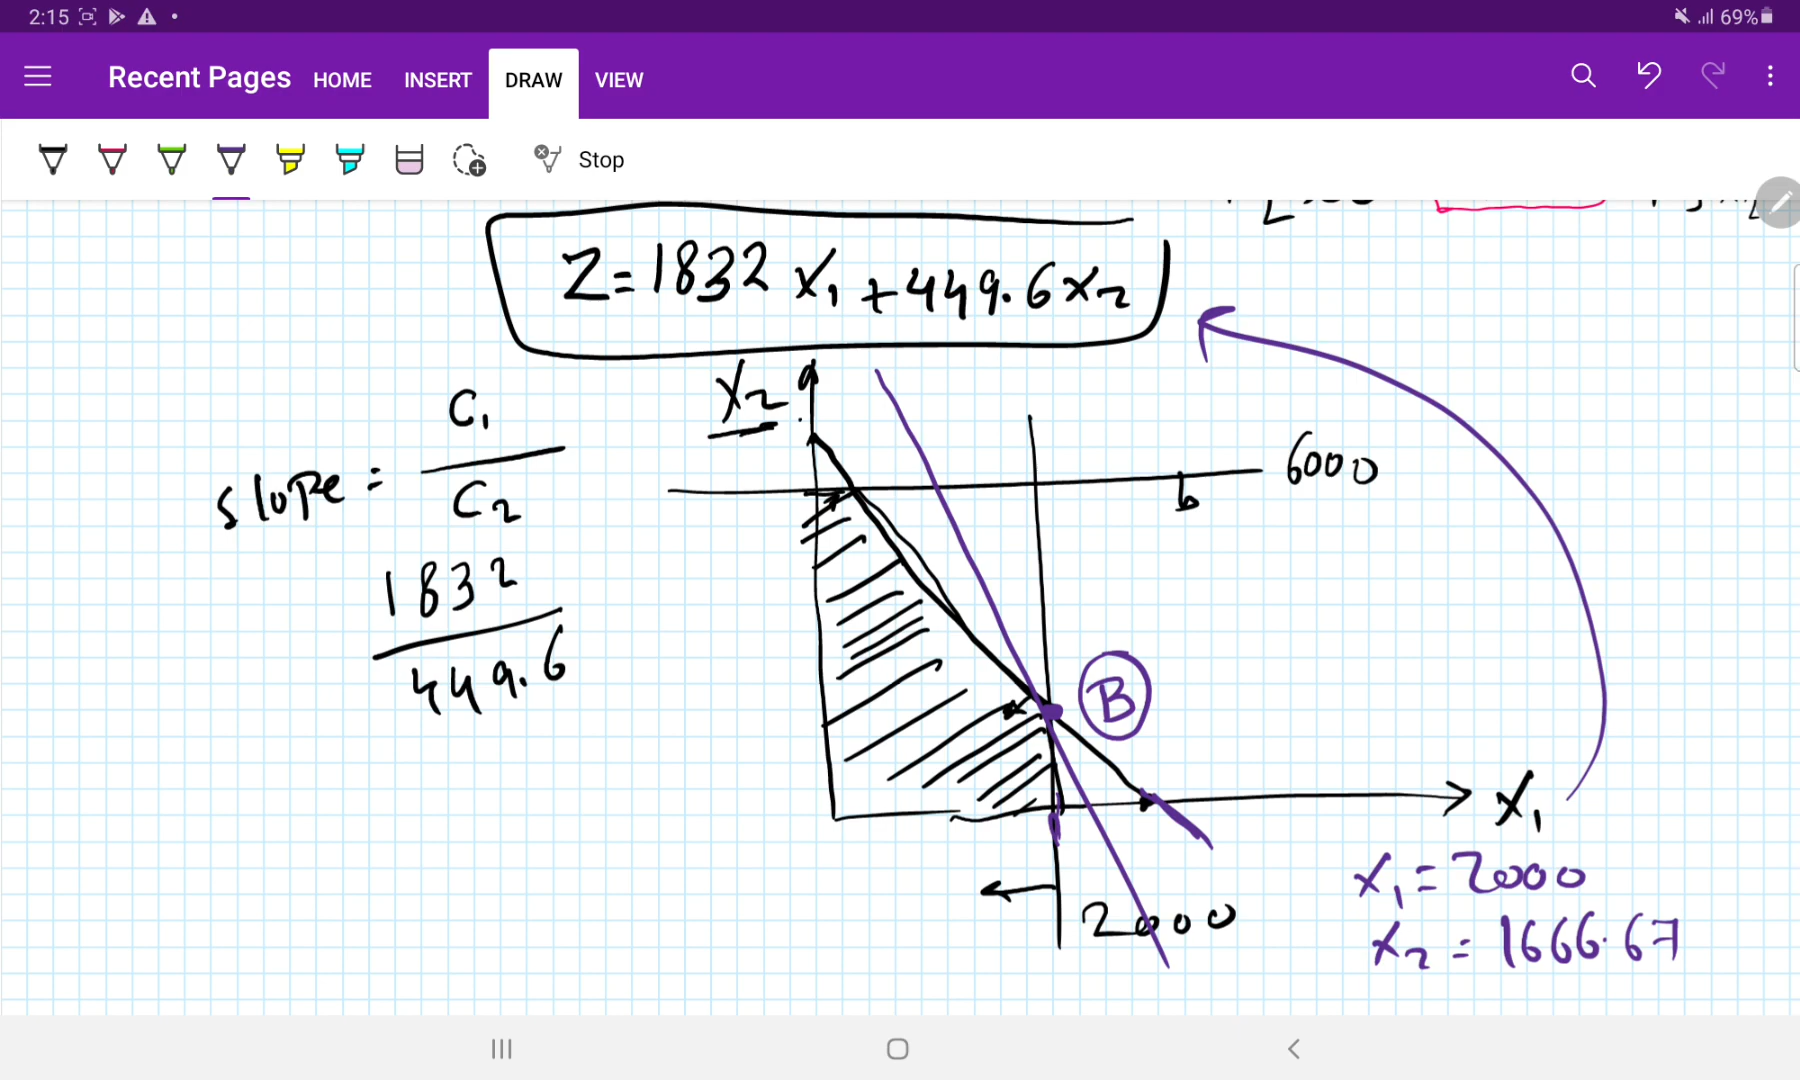 2:15 69%
Recent Pages HOME INSERT DRAW VIEW
Stop
Z=1832 x₁ +449.6x₂
x₂
slope = C₁ / C₂
1832 / 449.6
6000
b
B
x₁
2000
x₁ = 2000
x₂ = 1666.67